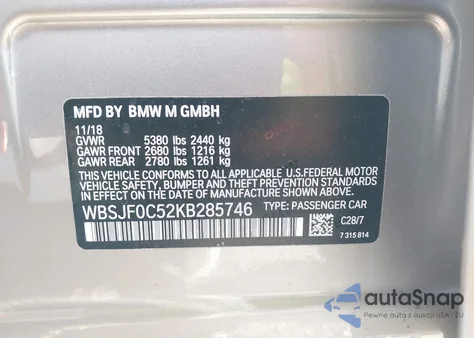 MFD BY BMW M GMBH
11/18
GVWR 5380 lbs 2440 kg
GAWR FRONT 2680 lbs 1216 kg
GAWR REAR 2780 lbs 1261 kg
THIS VEHICLE CONFORMS TO ALL
APPLICABLE U.S.FEDERAL MOTOR
VEHICLE SAFETY, BUMPER, AND
THEFT PREVENTION STANDARDS
IN EFFECT ON THE DATE OF
MANUFACTURE SHOWN ABOVE.
WBSJF0C52KB285746 TYPE: PASSENGER CAR
C28/7
7 315 814
autoSnap
Pewne auta z aukcji USA i EU